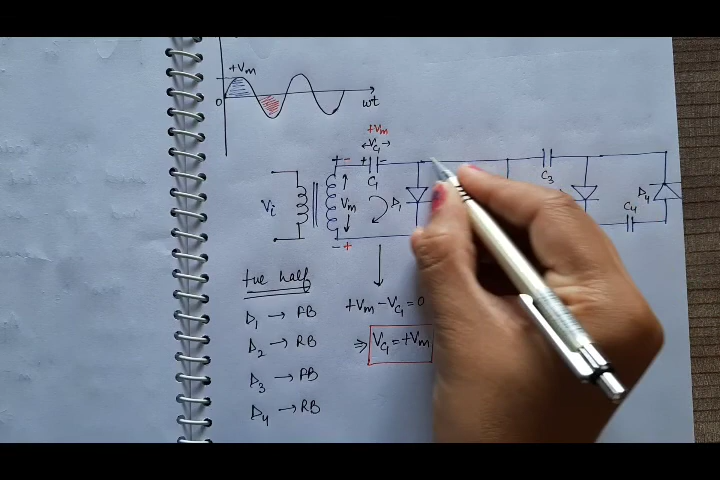 +Vm
0
ωt
+Vm
←VC1→
+ -
+ -
C1
C3
Vi
Vm
D1
D4
C4
- +
+ve half
D1 → FB
D2 → RB
D3 → FB
D4 → RB
+Vm - VC1 = 0
⇒ VC1 = +Vm